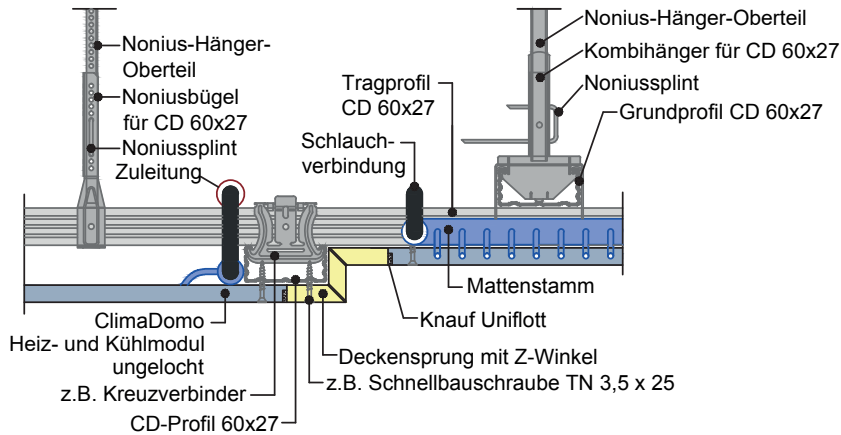 Nonius-Hänger-
Oberteil
Noniusbügel
für CD 60x27
Noniussplint
Zuleitung
Tragprofil
CD 60x27
Schlauch-
verbindung
Nonius-Hänger-Oberteil
Kombihänger für CD 60x27
Noniussplint
Grundprofil CD 60x27
Mattenstamm
Knauf Uniflott
ClimaDomo
Heiz- und Kühlmodul
ungelocht
Deckensprung mit Z-Winkel
z.B. Kreuzverbinder
z.B. Schnellbauschraube TN 3,5 x 25
CD-Profil 60x27